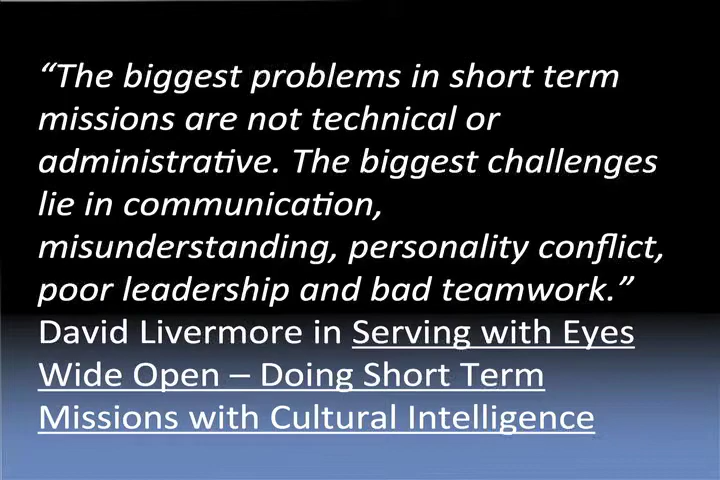 “The biggest problems in short term
missions are not technical or
administrative. The biggest challenges
lie in communication,
misunderstanding, personality conflict,
poor leadership and bad teamwork.”
David Livermore in Serving with Eyes
Wide Open – Doing Short Term
Missions with Cultural Intelligence